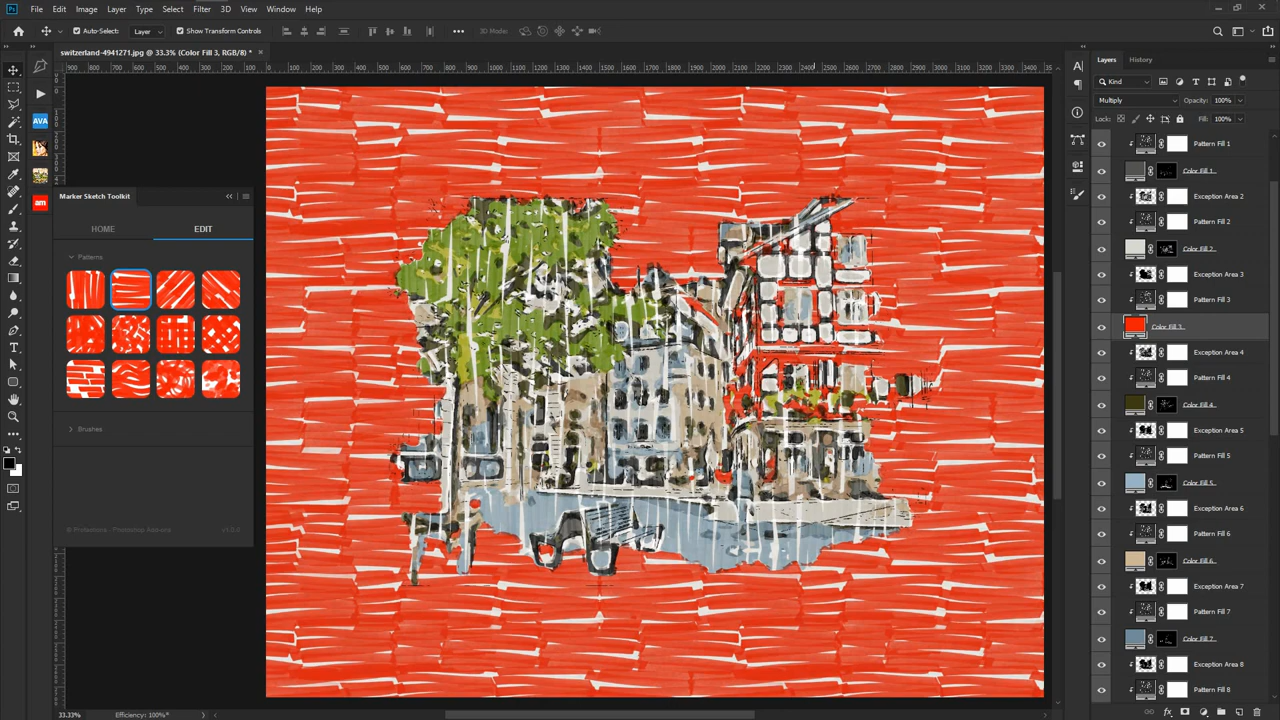 Ps File Edit Image Layer Type Select Filter 3D View Window Help
Auto-Select: Layer Show Transform Controls 3D Mode:
switzerland-4941271.jpg @ 33.3% (Color Fill 3, RGB/8) *
AVA
am
Marker Sketch Toolkit
HOME EDIT
Patterns
Brushes
v1.0.0
33.33% Efficiency: 100%*
Layers History
Kind
Multiply Opacity: 100%
Lock: Fill: 100%
Pattern Fill 1
Color Fill 1
Exception Area 2
Pattern Fill 2
Color Fill 2
Exception Area 3
Pattern Fill 3
Color Fill 3
Exception Area 4
Pattern Fill 4
Color Fill 4
Exception Area 5
Pattern Fill 5
Color Fill 5
Exception Area 6
Pattern Fill 6
Color Fill 6
Exception Area 7
Pattern Fill 7
Color Fill 7
Exception Area 8
Pattern Fill 8